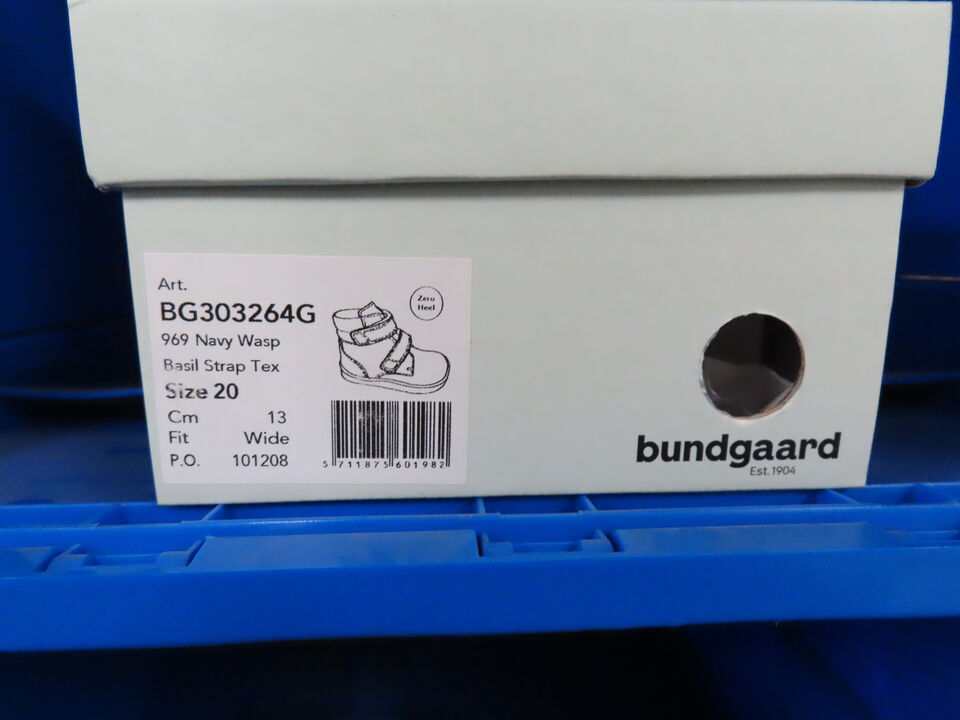 Art.
BG303264G
Zero
Heel
969 Navy Wasp
Basil Strap Tex
Size 20
Cm 13
Fit Wide
P.O. 101208
5 711875 601982
bundgaard
Est. 1904